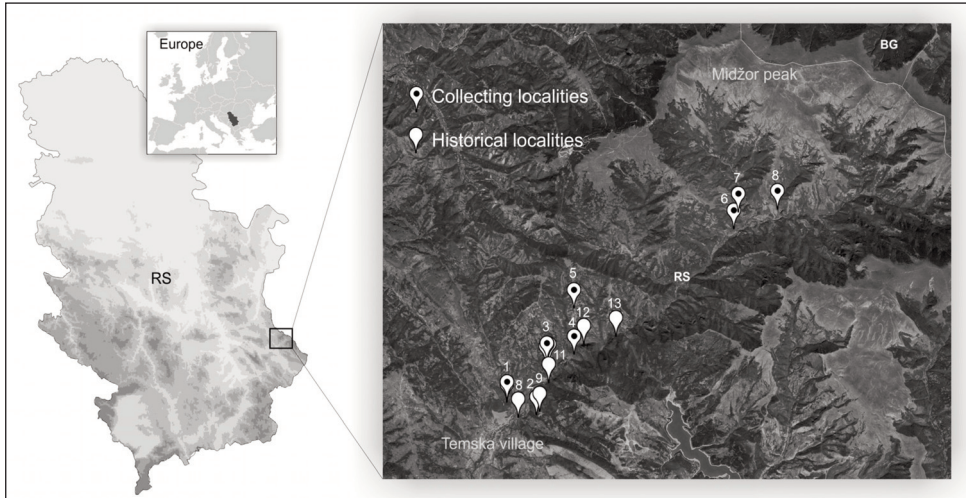 Europe
RS
Collecting localities
Historical localities
Midžor peak
BG
7
8
6
RS
5
13
12
4
3
11
1
8
2
9
Temska village